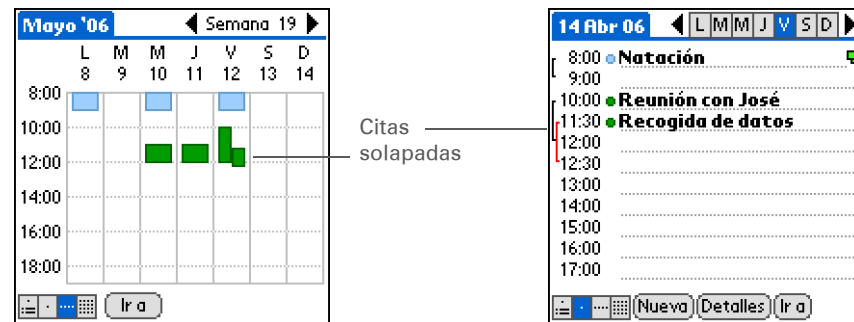 Mayo '06 Semana 19
L M M J V S D
8 9 10 11 12 13 14
8:00
10:00
12:00
14:00
16:00
18:00
Ir a
Citas
solapadas
14 Abr 06 L M M J V S D
8:00 Natación
9:00
10:00 Reunión con José
11:30 Recogida de datos
12:00
12:30
13:00
14:00
15:00
16:00
17:00
Nueva Detalles Ir a